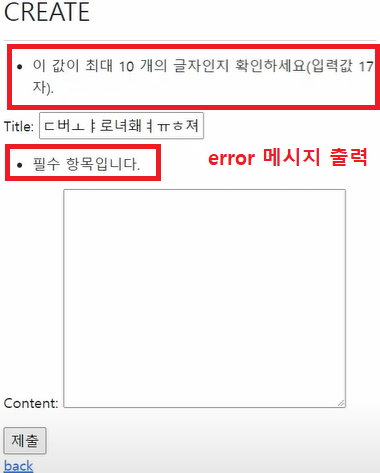 CREATE
이 값이 최대 10 개의 글자인지 확인하세요(입력값 17
자).
Title: ㄷ버ㅗㅑ로녀홰ㅕㅠㅎ져
필수 항목입니다.
error 메시지 출력
Content:
제출
back